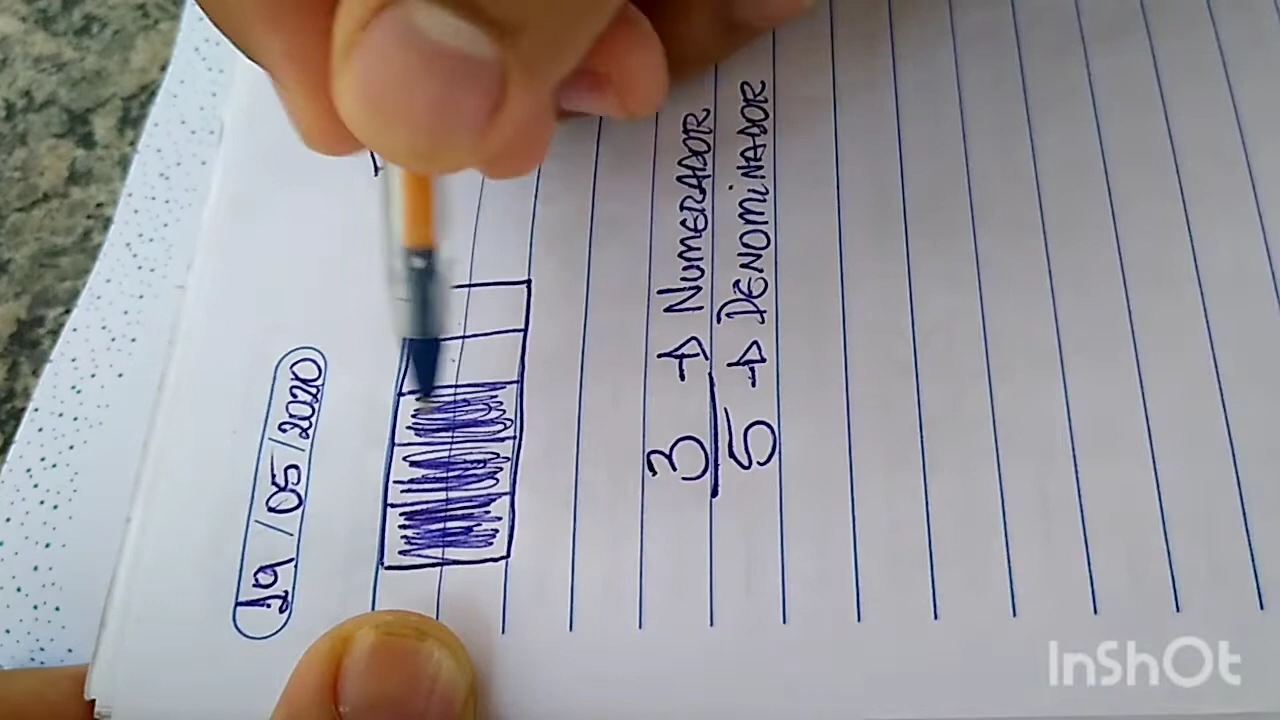 19/05/2020
3 → NUMERADOR
5 → DENOMINADOR
InShOt